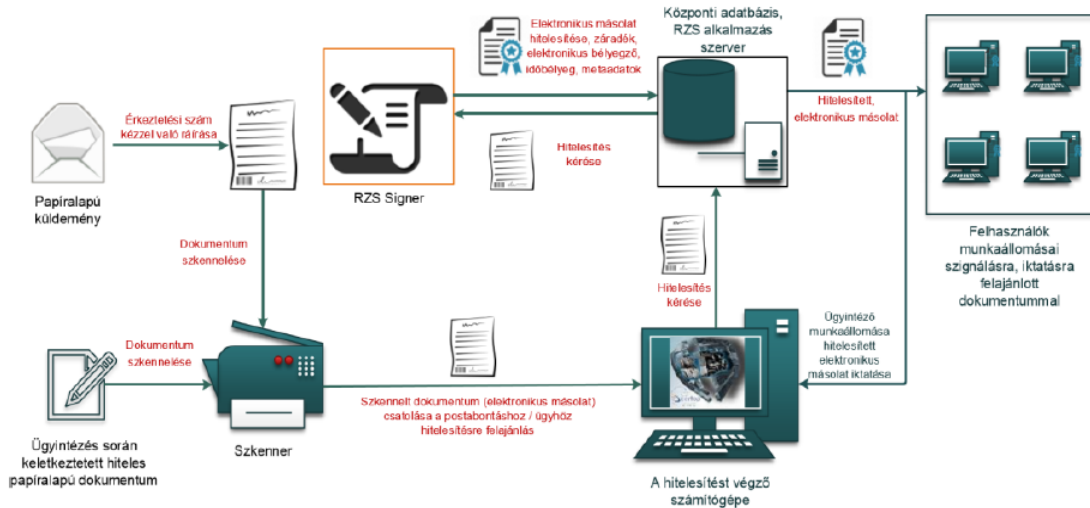 Elektronikus másolat
hitelesítése, záradék,
elektronikus bélyegző,
időbélyeg, metaadatok
Központi adatbázis,
RZS alkalmazás
szerver
Érkeztelési szám
kézzel való ráírása
Hitelesítés
kérése
Hitelesített,
elektronikus másolat
Papíralapú
küldemény
RZS Signer
Felhasználók
munkaállomásai
szignálásra, iktatásra
felajánlott
dokumentummal
Dokumentum
szkennelése
Hitelesítés
kérése
Ügyintéző
munkaállomása
hitelesített
elektronikus
másolat iktatása
Dokumentum
szkennelése
Szkennelt dokumentum (elektronikus másolat)
csatolása a postabontáshoz / ügyhöz
hitelesítésre felajánlás
Ügyintézés során
keletkeztetett hiteles
papíralapú dokumentum
Szkenner
A hitelesítést végző
számítógépe